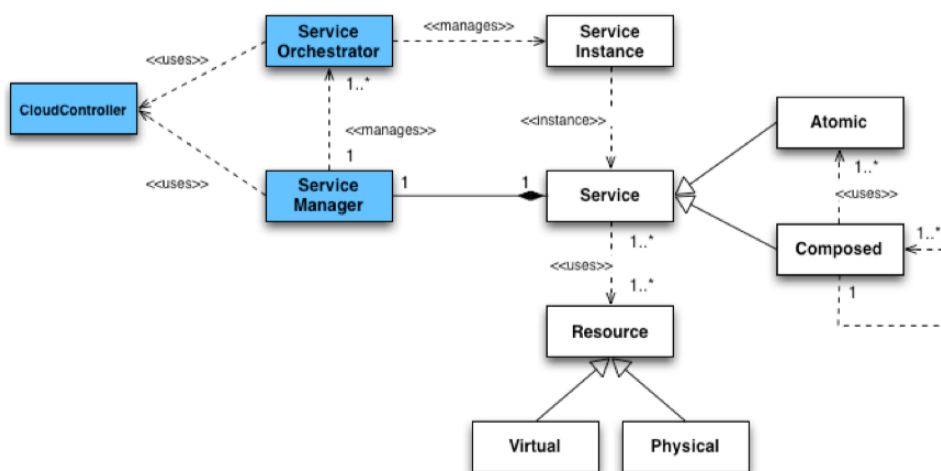 Service
Orchestrator
<<manages>>
Service
Instance
<<uses>>
CloudController
1..*
<<manages>>
1
<<instance>>
Atomic
1..*
<<uses>>
<<uses>>
Service
Manager
1
1
Service
Composed
1..*
1..*
<<uses>>
1..*
1
Resource
Virtual
Physical